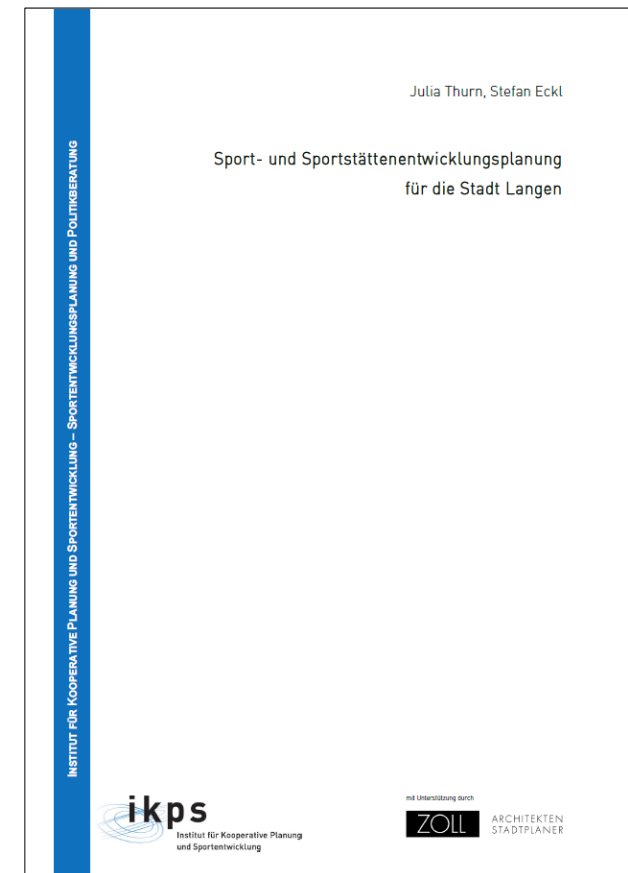 Julia Thurn, Stefan Eckl
Sport- und Sportstättenentwicklungsplanung
für die Stadt Langen
INSTITUT FÜR KOOPERATIVE PLANUNG UND SPORTENTWICKLUNG – SPORTENTWICKLUNGSPLANUNG UND POLITIKBERATUNG
ikps
Institut für Kooperative Planung
und Sportentwicklung
mit Unterstützung durch
ZOLL
ARCHITEKTEN
STADTPLANER